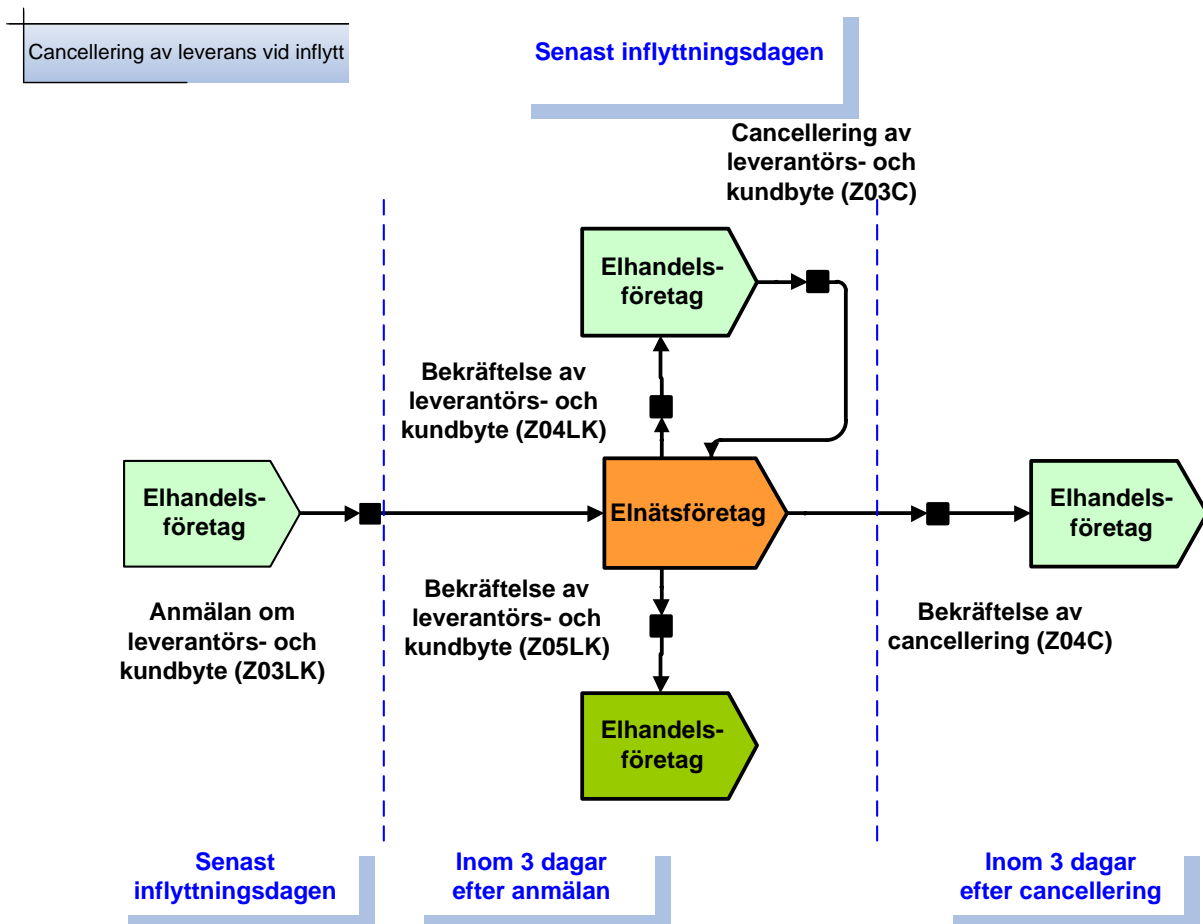 Cancellering av leverans vid inflytt
Senast inflyttningsdagen
Cancellering av
leverantörs- och
kundbyte (Z03C)
Elhandels-
företag
Bekräftelse av
leverantörs- och
kundbyte (Z04LK)
Elhandels-
företag
Elnätsföretag
Elhandels-
företag
Anmälan om
leverantörs- och
kundbyte (Z03LK)
Bekräftelse av
leverantörs- och
kundbyte (Z05LK)
Bekräftelse av
cancellering (Z04C)
Elhandels-
företag
Senast
inflyttningsdagen
Inom 3 dagar
efter anmälan
Inom 3 dagar
efter cancellering